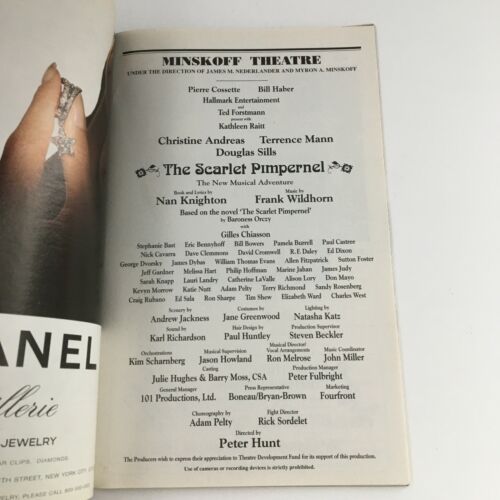 MINSKOFF THEATRE
UNDER THE DIRECTION OF JAMES M. NEDERLANDER AND MYRON A. MINSKOFF
Pierre Cossette Bill Haber
Hallmark Entertainment
and
Ted Forstmann
present with
Kathleen Raitt
Christine Andreas Terrence Mann
Douglas Sills
The Scarlet Pimpernel
The New Musical Adventure
Book and Lyrics by Music by
Nan Knighton Frank Wildhorn
Based on the novel "The Scarlet Pimpernel"
by Baroness Orczy
with
Gilles Chiasson
Stephanie Bast Eric Bennyhoff Bill Bowers Pamela Burrell Paul Castree
Nick Cavarra Dave Clemmons David Cromwell R.F. Daley Ed Dixon
George Dvorsky James Dybas William Thomas Evans Allen Fitzpatrick Sutton Foster
Jeff Gardner Melissa Hart Philip Hoffman Marine Jahan James Judy
Sarah Knapp Lauri Landry Catherine LaValle Alison Lory Don Mayo
Kevyn Morrow Katie Nutt Adam Pelty Terry Richmond Sandy Rosenberg
Craig Rubano Ed Sala Ron Sharpe Tim Shew Elizabeth Ward Charles West
Scenery by Costumes by Lighting by
Andrew Jackness Jane Greenwood Natasha Katz
Sound by Hair Design by Production Supervisor
Karl Richardson Paul Huntley Steven Beckler
Orchestrations Musical Supervision Musical Director/ Vocal Arrangements Music Coordinator
Kim Scharnberg Jason Howland Ron Melrose John Miller
Casting Production Manager
Julie Hughes & Barry Moss, CSA Peter Fulbright
General Manager Press Representative Marketing
101 Productions, Ltd. Boneau/Bryan-Brown Fourfront
Choreography by Fight Director
Adam Pelty Rick Sordelet
Directed by
Peter Hunt
The Producers wish to express their appreciation to Theatre Development Fund for its support of this production.
Use of cameras or recording devices is strictly prohibited.
ANEL
llerie
JEWELRY
AR CLIPS, DIAMONDS.
STREET, NEW YORK CITY
PLEASE CALL